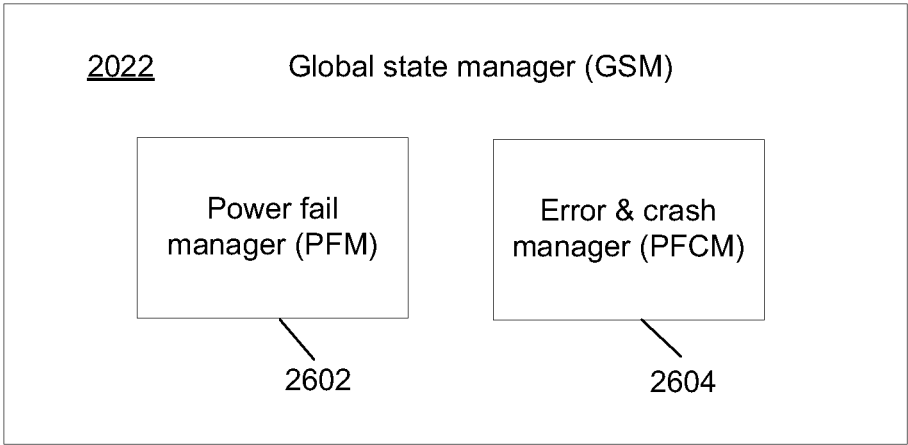 2022 Global state manager (GSM)
Power fail
manager (PFM)
Error & crash
manager (PFCM)
2602
2604